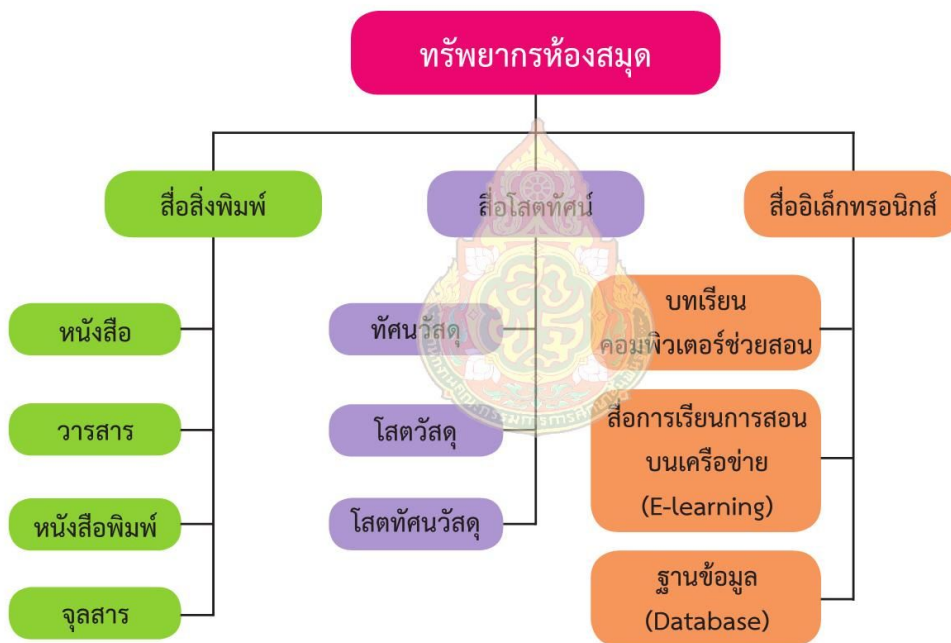 ทรัพยากรห้องสมุด
สื่อสิ่งพิมพ์
หนังสือ
วารสาร
หนังสือพิมพ์
จุลสาร
สื่อโสตทัศน์
ทัศนวัสดุ
โสตวัสดุ
โสตทัศนวัสดุ
สื่ออิเล็กทรอนิกส์
บทเรียน
คอมพิวเตอร์ช่วยสอน
สื่อการเรียนการสอน
บนเครือข่าย
(E-learning)
ฐานข้อมูล
(Database)